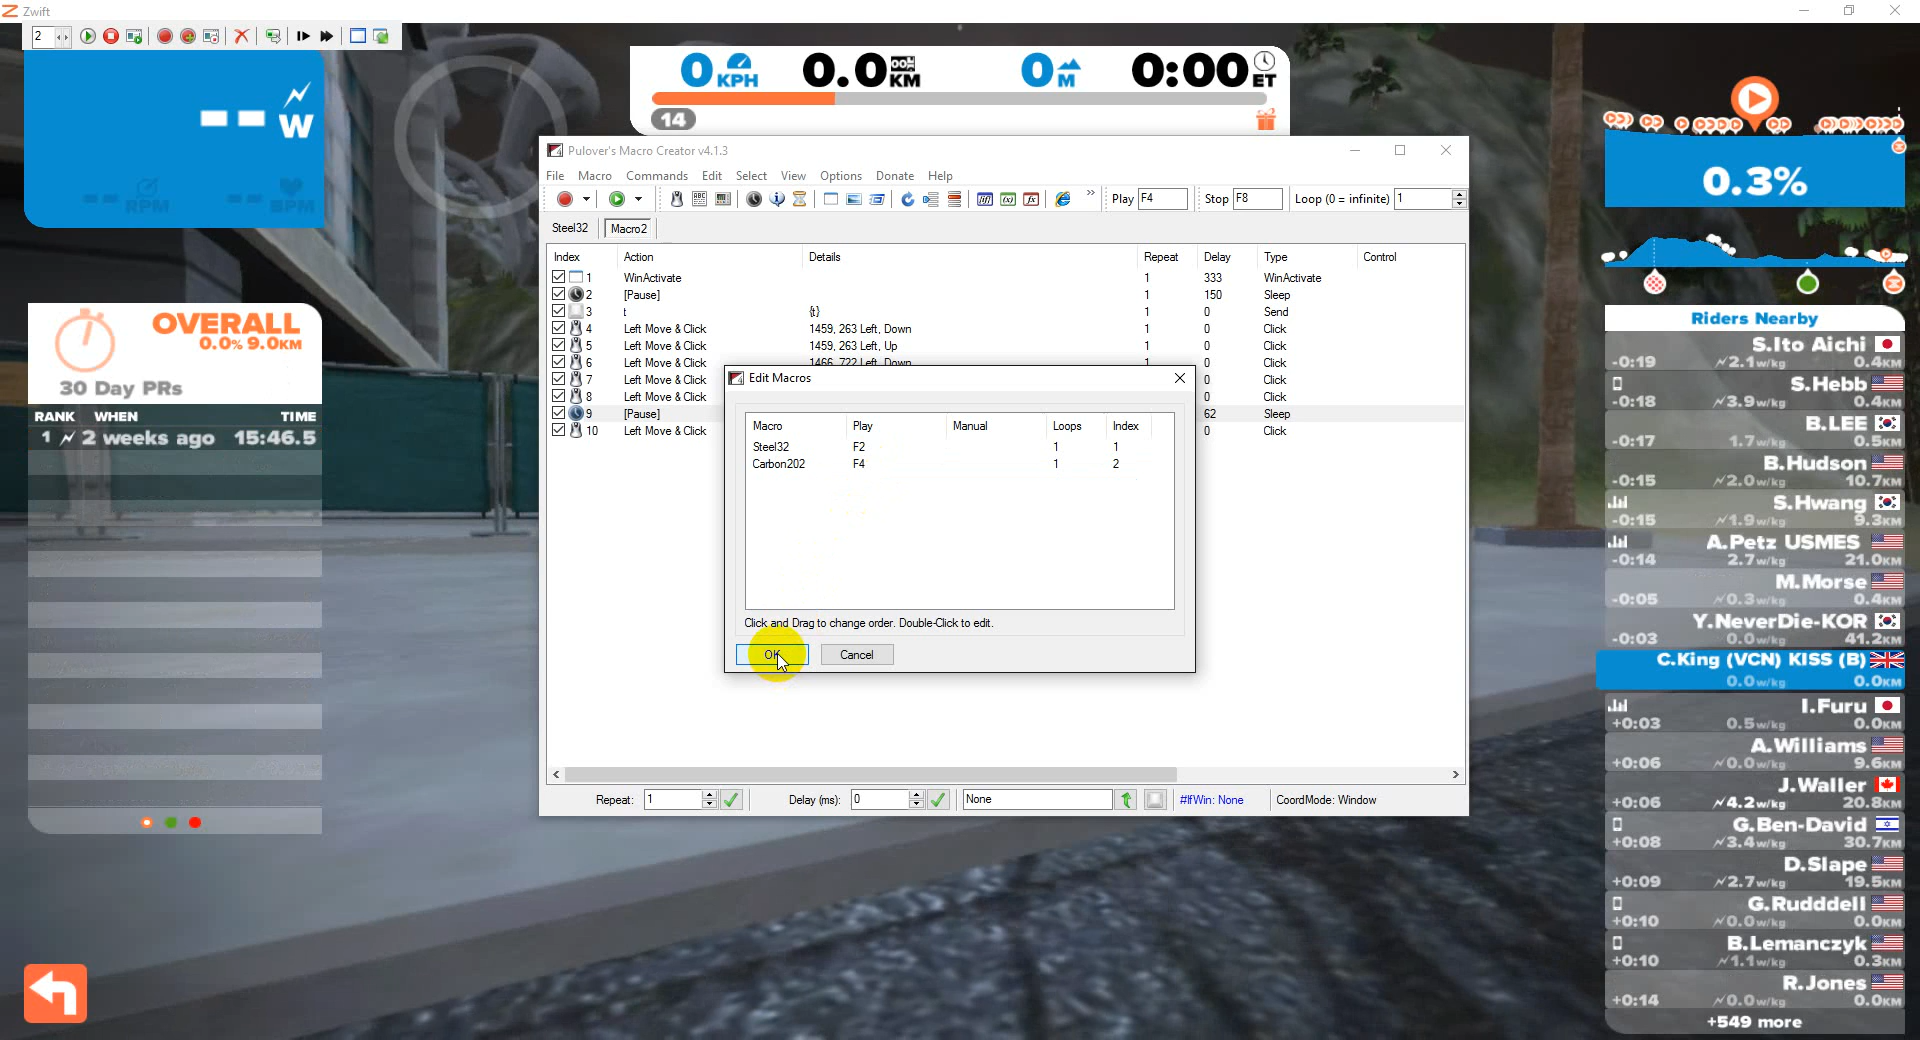 Zwift
2
-- W
-- RPM
-- BPM
0 KPH 0.0 KM 0 M 0:00 ET
14
0.3%
OVERALL
0.0% 9.0KM
30 Day PRs
RANK WHEN TIME
1 2 weeks ago 15:46.5
Pulover's Macro Creator v4.1.3
File Macro Commands Edit Select View Options Donate Help
Play F4 Stop F8 Loop (0 = infinite) 1
Steel32 Macro2
Index Action Details Repeat Delay Type Control
1 WinActivate 1 333 WinActivate
2 [Pause] 1 150 Sleep
3 t {t} 1 0 Send
4 Left Move & Click 1459, 263 Left, Down 1 0 Click
5 Left Move & Click 1459, 263 Left, Up 1 0 Click
6 Left Move & Click 1466, 722 Left, Down 1 0 Click
7 Left Move & Click 0 Click
8 Left Move & Click 0 Click
9 [Pause] 62 Sleep
10 Left Move & Click 0 Click
Edit Macros
Macro Play Manual Loops Index
Steel32 F2 1 1
Carbon202 F4 1 2
Click and Drag to change order. Double-Click to edit.
OK Cancel
Repeat: 1 Delay (ms): 0 None #IfWin: None CoordMode: Window
Riders Nearby
S.Ito Aichi
-0:19 2.1w/kg 0.4KM
S.Hebb
-0:18 3.9w/kg 0.4KM
B.LEE
-0:17 1.7w/kg 0.5KM
B.Hudson
-0:15 2.0w/kg 10.7KM
S.Hwang
-0:15 1.9w/kg 9.3KM
A.Petz USMES
-0:14 2.7w/kg 21.0KM
M.Morse
-0:05 0.3w/kg 0.4KM
Y.NeverDie-KOR
-0:03 0.0w/kg 41.2KM
C.King (VCN) KISS (B)
0.0w/kg 0.0KM
I.Furu
+0:03 0.5w/kg 0.0KM
A.Williams
+0:06 0.0w/kg 9.6KM
J.Waller
+0:06 4.2w/kg 20.8KM
G.Ben-David
+0:08 3.4w/kg 30.7KM
D.Slape
+0:09 2.7w/kg 19.5KM
G.Rudddell
+0:10 0.0w/kg 0.0KM
B.Lemanczyk
+0:10 1.1w/kg 0.3KM
R.Jones
+0:14 0.0w/kg 0.0KM
+549 more